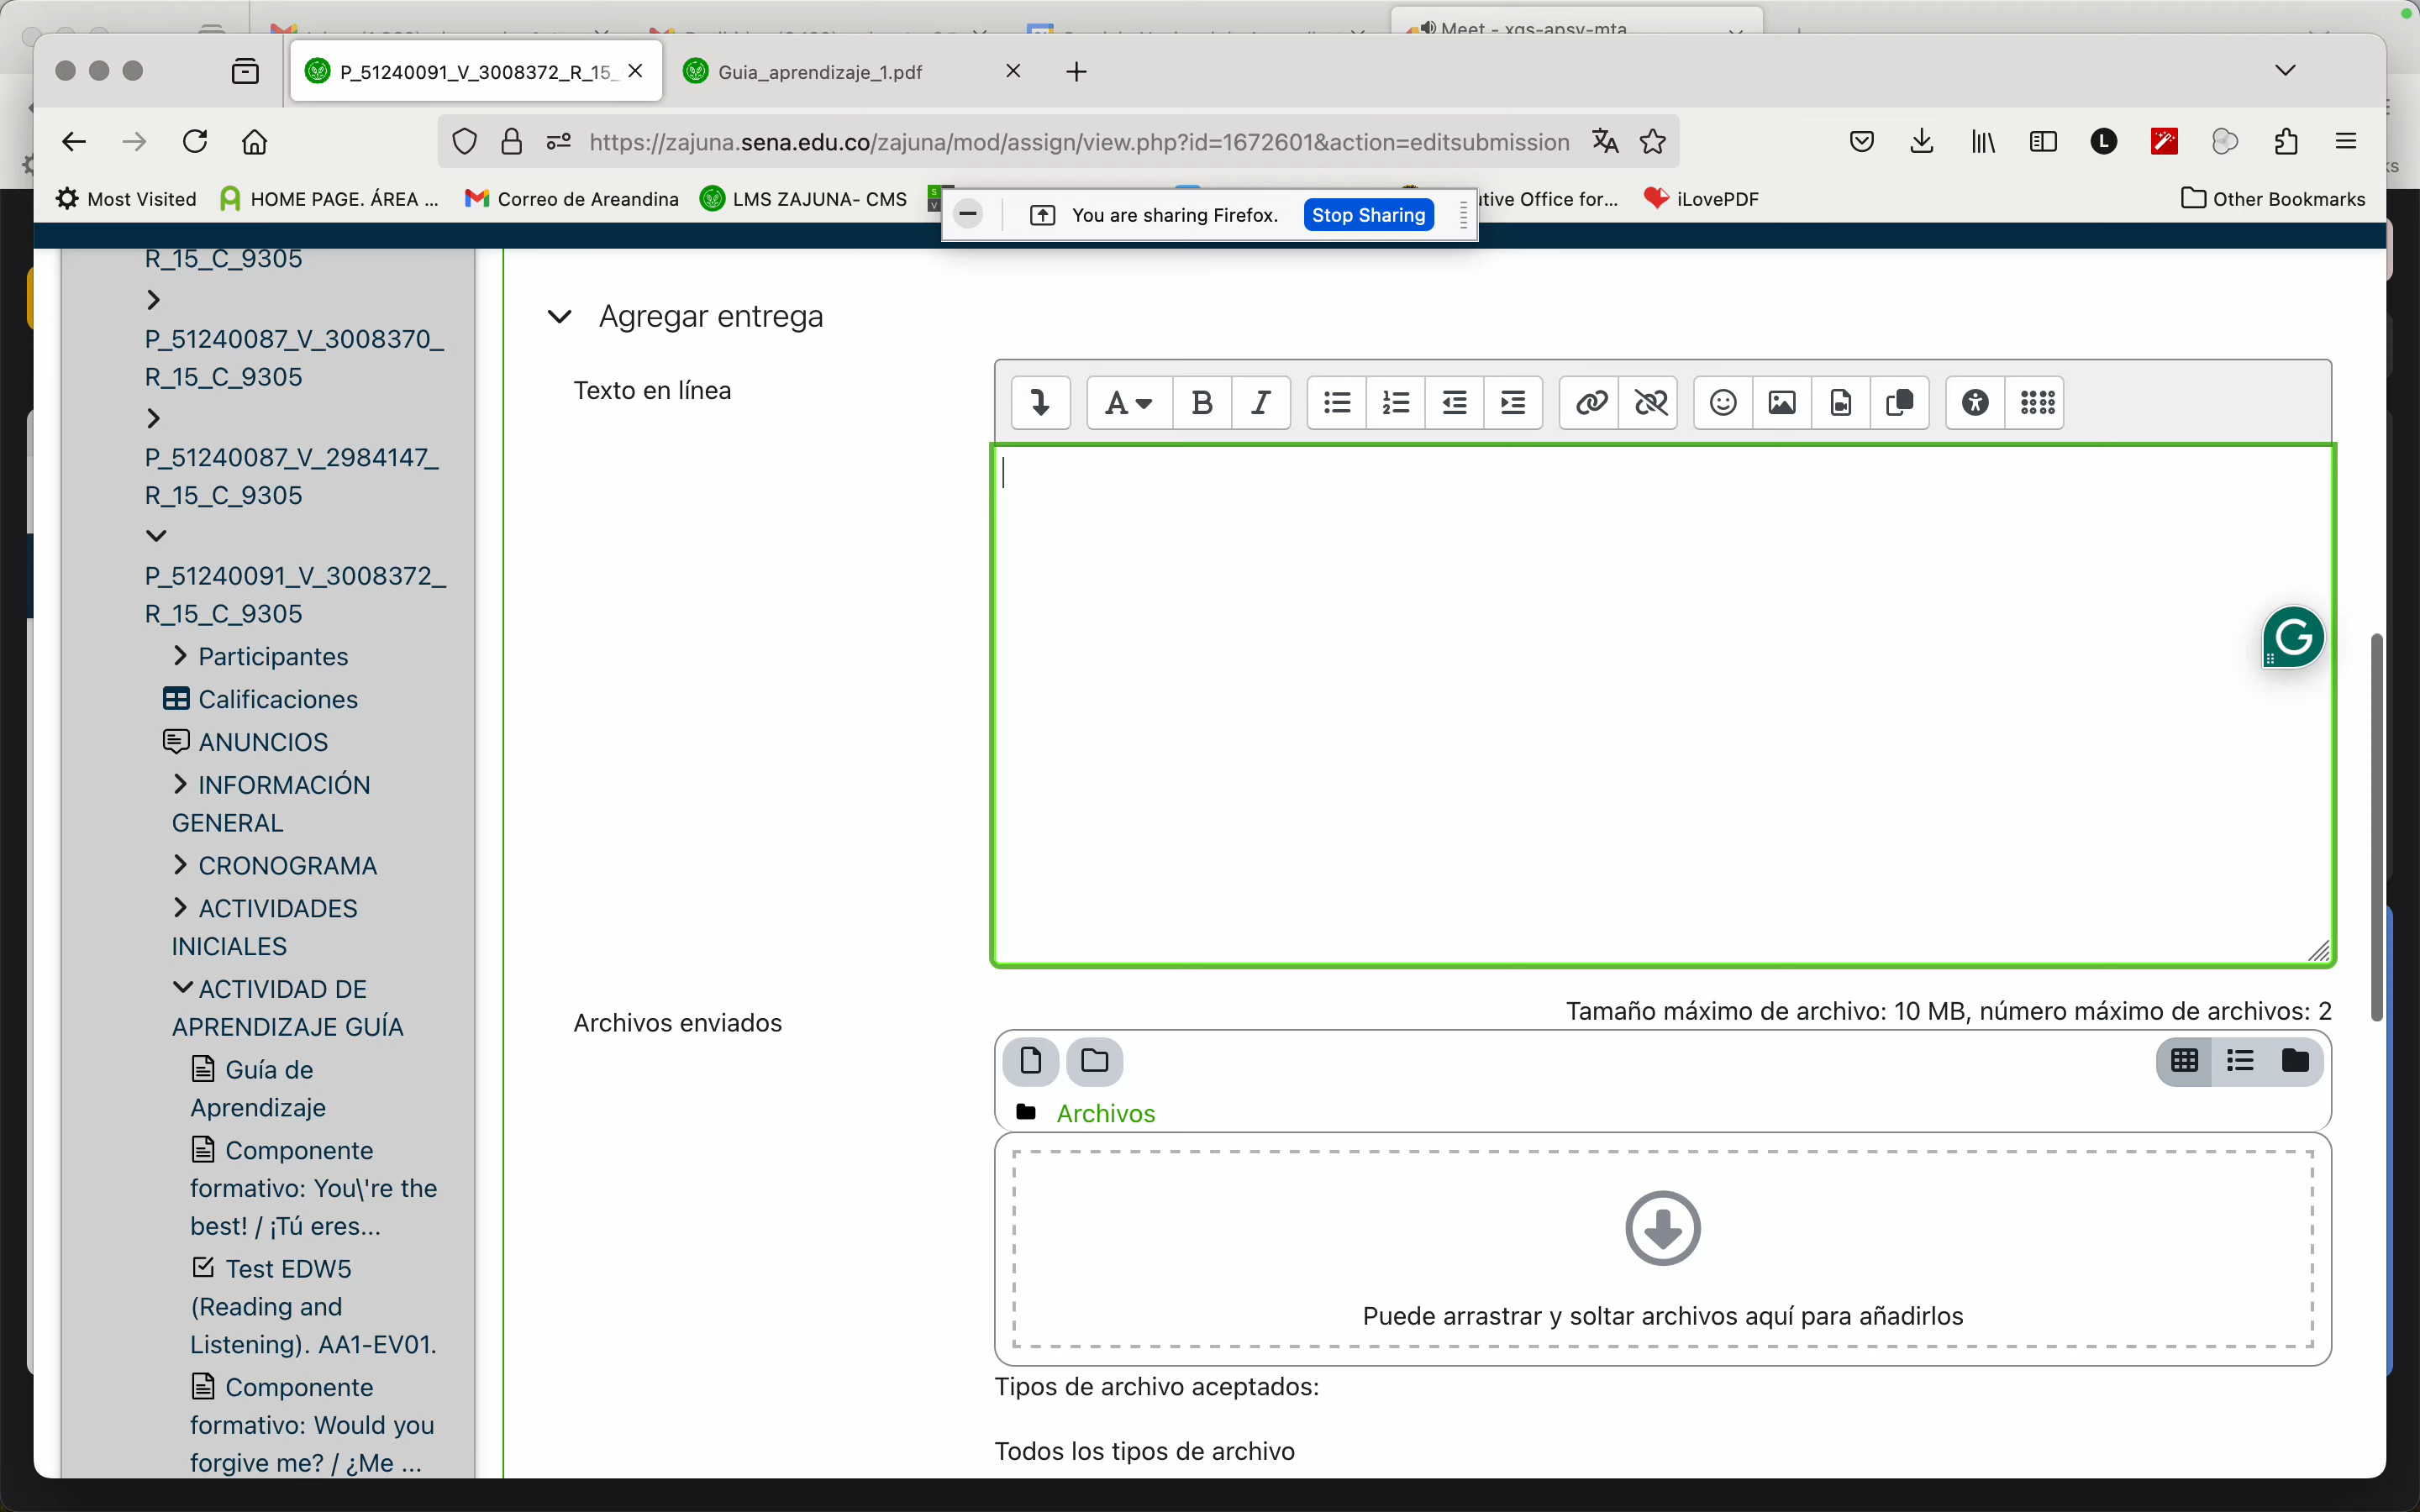 Meet - xgs-apsv-mta
P_51240091_V_3008372_R_15_
Guia_aprendizaje_1.pdf
https://zajuna.sena.edu.co/zajuna/mod/assign/view.php?id=1672601&action=editsubmission
L
Most Visited
HOME PAGE. ÁREA ...
Correo de Areandina
LMS ZAJUNA- CMS
You are sharing Firefox.
Stop Sharing
utive Office for...
iLovePDF
Other Bookmarks
R_15_C_9305
P_51240087_V_3008370_
R_15_C_9305
P_51240087_V_2984147_
R_15_C_9305
P_51240091_V_3008372_
R_15_C_9305
Participantes
Calificaciones
ANUNCIOS
INFORMACIÓN
GENERAL
CRONOGRAMA
ACTIVIDADES
INICIALES
ACTIVIDAD DE
APRENDIZAJE GUÍA
Guía de
Aprendizaje
Componente
formativo: You\'re the
best! / ¡Tú eres...
Test EDW5
(Reading and
Listening). AA1-EV01.
Componente
formativo: Would you
forgive me? / ¿Me ...
Agregar entrega
Texto en línea
A
B
I
G
Archivos enviados
Tamaño máximo de archivo: 10 MB, número máximo de archivos: 2
Archivos
Puede arrastrar y soltar archivos aquí para añadirlos
Tipos de archivo aceptados:
Todos los tipos de archivo